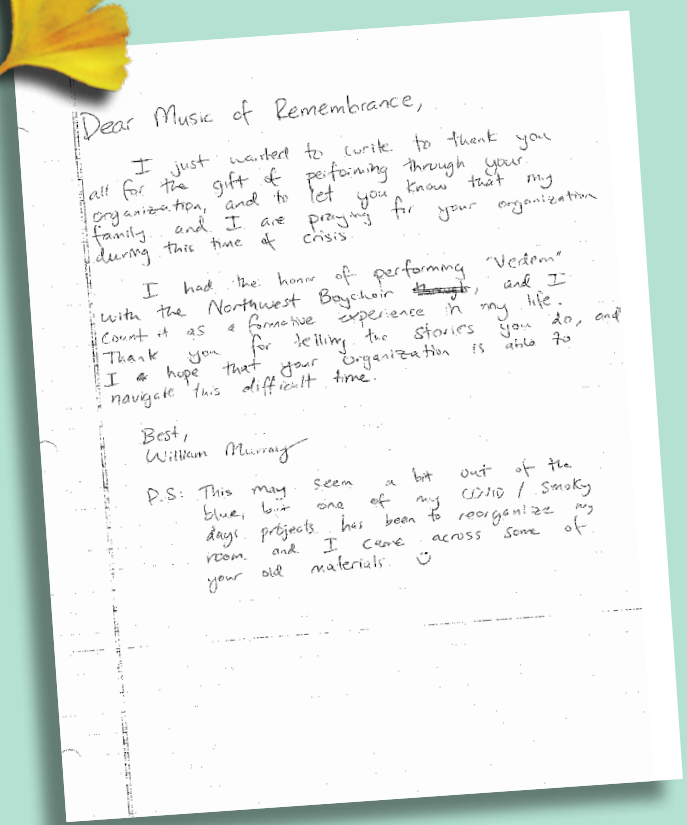 Dear Music of Remembrance,
I just wanted to write to thank you
all for the gift of performing through your
organization, and to let you know that my
family and I are praying for your organization
during this time of crisis.
I had the honor of performing "Vedem"
with the Northwest Boychoir, and I
count it as a formative experience in my life.
Thank you for telling the stories you do, and
I hope that your organization is able to
navigate this difficult time.
Best,
William Murray
P.S: This may seem a bit out of the
blue, but one of my COVID / Smoky
days projects has been to reorganize my
room and I came across some of
your old materials. :)